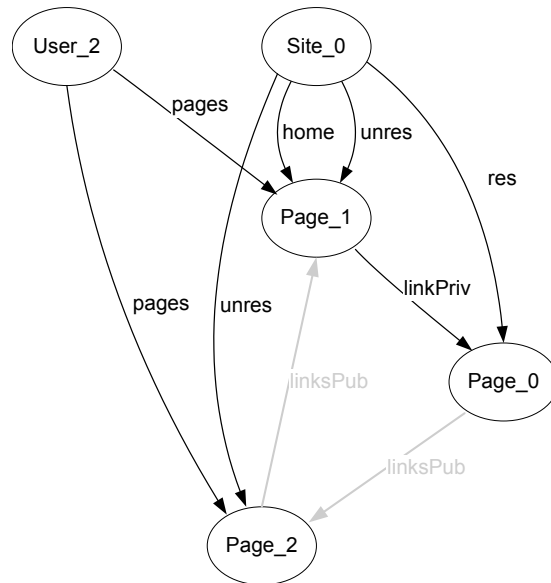 User_2
Site_0
pages
home
unres
res
Page_1
linkPriv
pages
unres
linksPub
Page_0
linksPub
Page_2